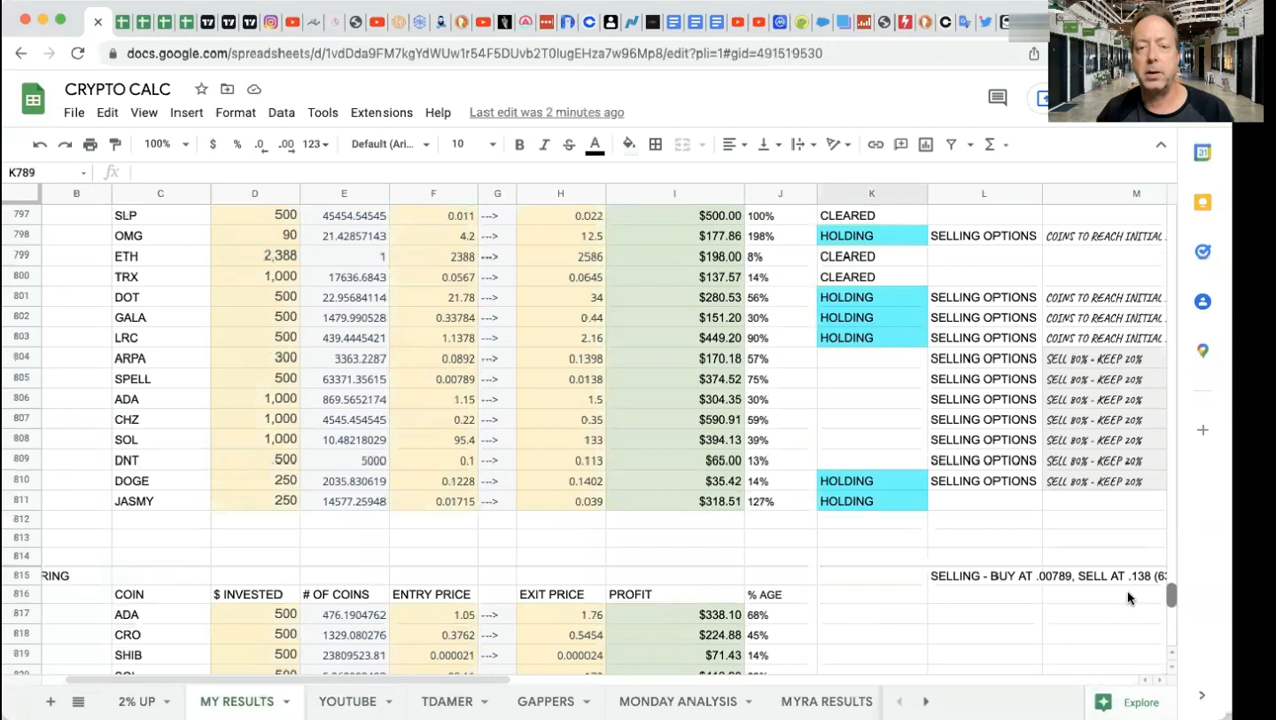 docs.google.com/spreadsheets/d/1vdDda9FM7kgYdWUw1r54F5DUvb2T0lugEHza7w96Mp8/edit?pli=1#gid=491519530
CRYPTO CALC
File Edit View Insert Format Data Tools Extensions Help Last edit was 2 minutes ago
100% $ % .0 .00 123 Default (Ari... 10 B I S A
K789 fx
B C D E F G H I J K L M
797 SLP 500 45454.54545 0.011 ---> 0.022 $500.00 100% CLEARED
798 OMG 90 21.42857143 4.2 ---> 12.5 $177.86 198% HOLDING SELLING OPTIONS COINS TO REACH INITIAL
799 ETH 2,388 1 2388 ---> 2586 $198.00 8% CLEARED
800 TRX 1,000 17636.6843 0.0567 ---> 0.0645 $137.57 14% CLEARED
801 DOT 500 22.95684114 21.78 ---> 34 $280.53 56% HOLDING SELLING OPTIONS COINS TO REACH INITIAL
802 GALA 500 1479.990528 0.33784 ---> 0.44 $151.20 30% HOLDING SELLING OPTIONS COINS TO REACH INITIAL
803 LRC 500 439.4445421 1.1378 ---> 2.16 $449.20 90% HOLDING SELLING OPTIONS COINS TO REACH INITIAL
804 ARPA 300 3363.2287 0.0892 ---> 0.1398 $170.18 57% SELLING OPTIONS SELL 80% - KEEP 20%
805 SPELL 500 63371.35615 0.00789 ---> 0.0138 $374.52 75% SELLING OPTIONS SELL 80% - KEEP 20%
806 ADA 1,000 869.5652174 1.15 ---> 1.5 $304.35 30% SELLING OPTIONS SELL 80% - KEEP 20%
807 CHZ 1,000 4545.454545 0.22 ---> 0.35 $590.91 59% SELLING OPTIONS SELL 80% - KEEP 20%
808 SOL 1,000 10.48218029 95.4 ---> 133 $394.13 39% SELLING OPTIONS SELL 80% - KEEP 20%
809 DNT 500 5000 0.1 ---> 0.113 $65.00 13% SELLING OPTIONS SELL 80% - KEEP 20%
810 DOGE 250 2035.830619 0.1228 ---> 0.1402 $35.42 14% HOLDING SELLING OPTIONS SELL 80% - KEEP 20%
811 JASMY 250 14577.25948 0.01715 ---> 0.039 $318.51 127% HOLDING
812
813
814
815 RING SELLING - BUY AT .00789, SELL AT .138 (63
816 COIN $ INVESTED # OF COINS ENTRY PRICE EXIT PRICE PROFIT % AGE
817 ADA 500 476.1904762 1.05 ---> 1.76 $338.10 68%
818 CRO 500 1329.080276 0.3762 ---> 0.5454 $224.88 45%
819 SHIB 500 23809523.81 0.000021 ---> 0.000024 $71.43 14%
2% UP MY RESULTS YOUTUBE TDAMER GAPPERS MONDAY ANALYSIS MYRA RESULTS Explore